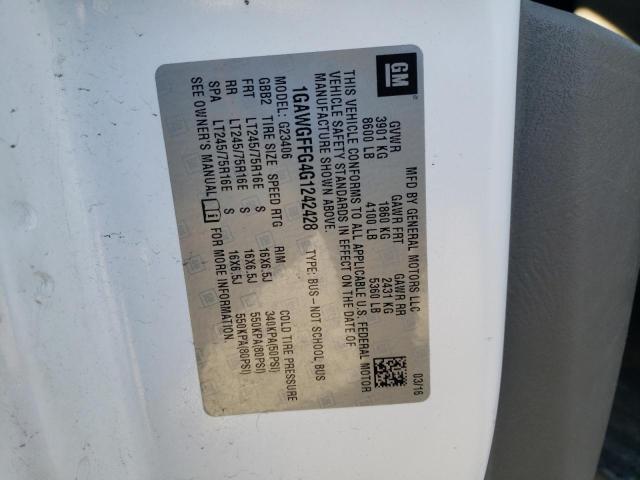 GM
MFD BY GENERAL MOTORS LLC 03/16
GVWR GAWR FRT GAWR RR
3901 KG 1860 KG 2431 KG
8600 LB 4100 LB 5360 LB
THIS VEHICLE CONFORMS TO ALL APPLICABLE U.S. FEDERAL MOTOR
VEHICLE SAFETY STANDARDS IN EFFECT ON THE DATE OF
MANUFACTURE SHOWN ABOVE.
1GAWGFFG4G1242428 TYPE: BUS–NOT SCHOOL BUS
MODEL: G23406
GBB2 TIRE SIZE SPEED RTG RIM COLD TIRE PRESSURE
FRT LT245/75R16E S 16X6.5J 340KPA(50PSI)
RR LT245/75R16E S 16X6.5J 550KPA(80PSI)
SPA LT245/75R16E S 16X6.5J 550KPA(80PSI)
SEE OWNER'S MANUAL FOR MORE INFORMATION.